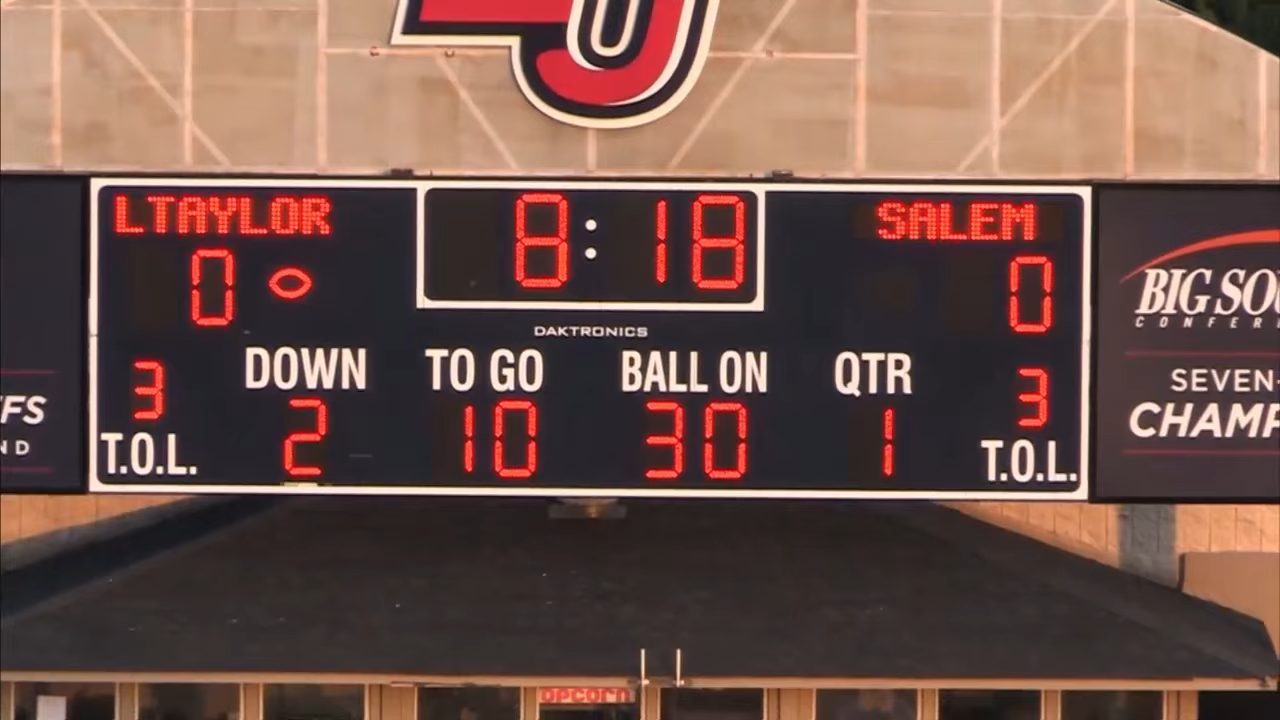 LTAYLOR 8:18 SALEM
0 0
DAKTRONICS
DOWN TO GO BALL ON QTR
3 2 10 30 1 3
T.O.L. T.O.L.
BIG SOU
CONFER
SEVEN-
CHAMP
FS
ND
OPCORN